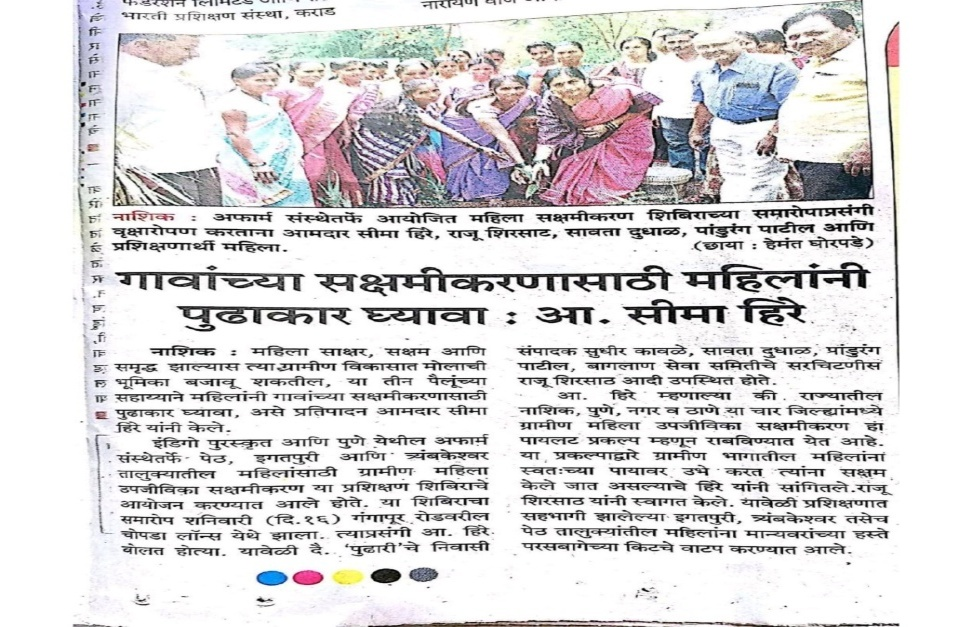 फेडरेशन लिमिटेड
भारती प्रशिक्षण संस्था, कराड
नाशिक : अफार्म संस्थेतर्फे आयोजित महिला सक्षमीकरण शिबिराच्या समारोपाप्रसंगी
वृक्षारोपण करताना आमदार सीमा हिरे, राजू शिरसाट, सावता दुधाळ, पांडुरंग पाटील आणि
प्रशिक्षणार्थी महिला. (छाया : हेमंत घोरपडे)
गावांच्या सक्षमीकरणासाठी महिलांनी
पुढाकार घ्यावा : आ. सीमा हिरे
नाशिक : महिला साक्षर, सक्षम आणि
समृद्ध झाल्यास त्या ग्रामीण विकासात मोलाची
भूमिका बजावू शकतील, या तीन पैलूंच्या
सहाय्याने महिलांनी गावांच्या सक्षमीकरणासाठी
पुढाकार घ्यावा, असे प्रतिपादन आमदार सीमा
हिरे यांनी केले.
इंडिगो पुरस्कृत आणि पुणे येथील अफार्म
संस्थेतर्फे पेठ, इगतपुरी आणि त्र्यंबकेश्वर
तालुक्यातील महिलांसाठी ग्रामीण महिला
उपजीविका सक्षमीकरण या प्रशिक्षण शिबिराचे
आयोजन करण्यात आले होते. या शिबिराचा
समारोप शनिवारी (दि.१६) गंगापूर रोडवरील
चोपडा लॉन्स येथे झाला. त्याप्रसंगी आ. हिरे
बोलत होत्या. यावेळी दै. 'पुढारी'चे निवासी
संपादक सुधीर कावळे, सावता दुधाळ, पांडुरंग
पाटील, बागलाण सेवा समितीचे सरचिटणीस
राजू शिरसाठ आदी उपस्थित होते.
आ. हिरे म्हणाल्या की, राज्यातील
नाशिक, पुणे, नगर व ठाणे या चार जिल्ह्यांमध्ये
ग्रामीण महिला उपजीविका सक्षमीकरण हा
पायलट प्रकल्प म्हणून राबविण्यात येत आहे.
या प्रकल्पाद्वारे ग्रामीण भागातील महिलांना
स्वतःच्या पायावर उभे करत त्यांना सक्षम
केले जात असल्याचे हिरे यांनी सांगितले.राजू
शिरसाठ यांनी स्वागत केले. यावेळी प्रशिक्षणात
सहभागी झालेल्या इगतपुरी, त्र्यंबकेश्वर तसेच
पेठ तालुक्यांतील महिलांना मान्यवरांच्या हस्ते
परसबागेच्या किटचे वाटप करण्यात आले.